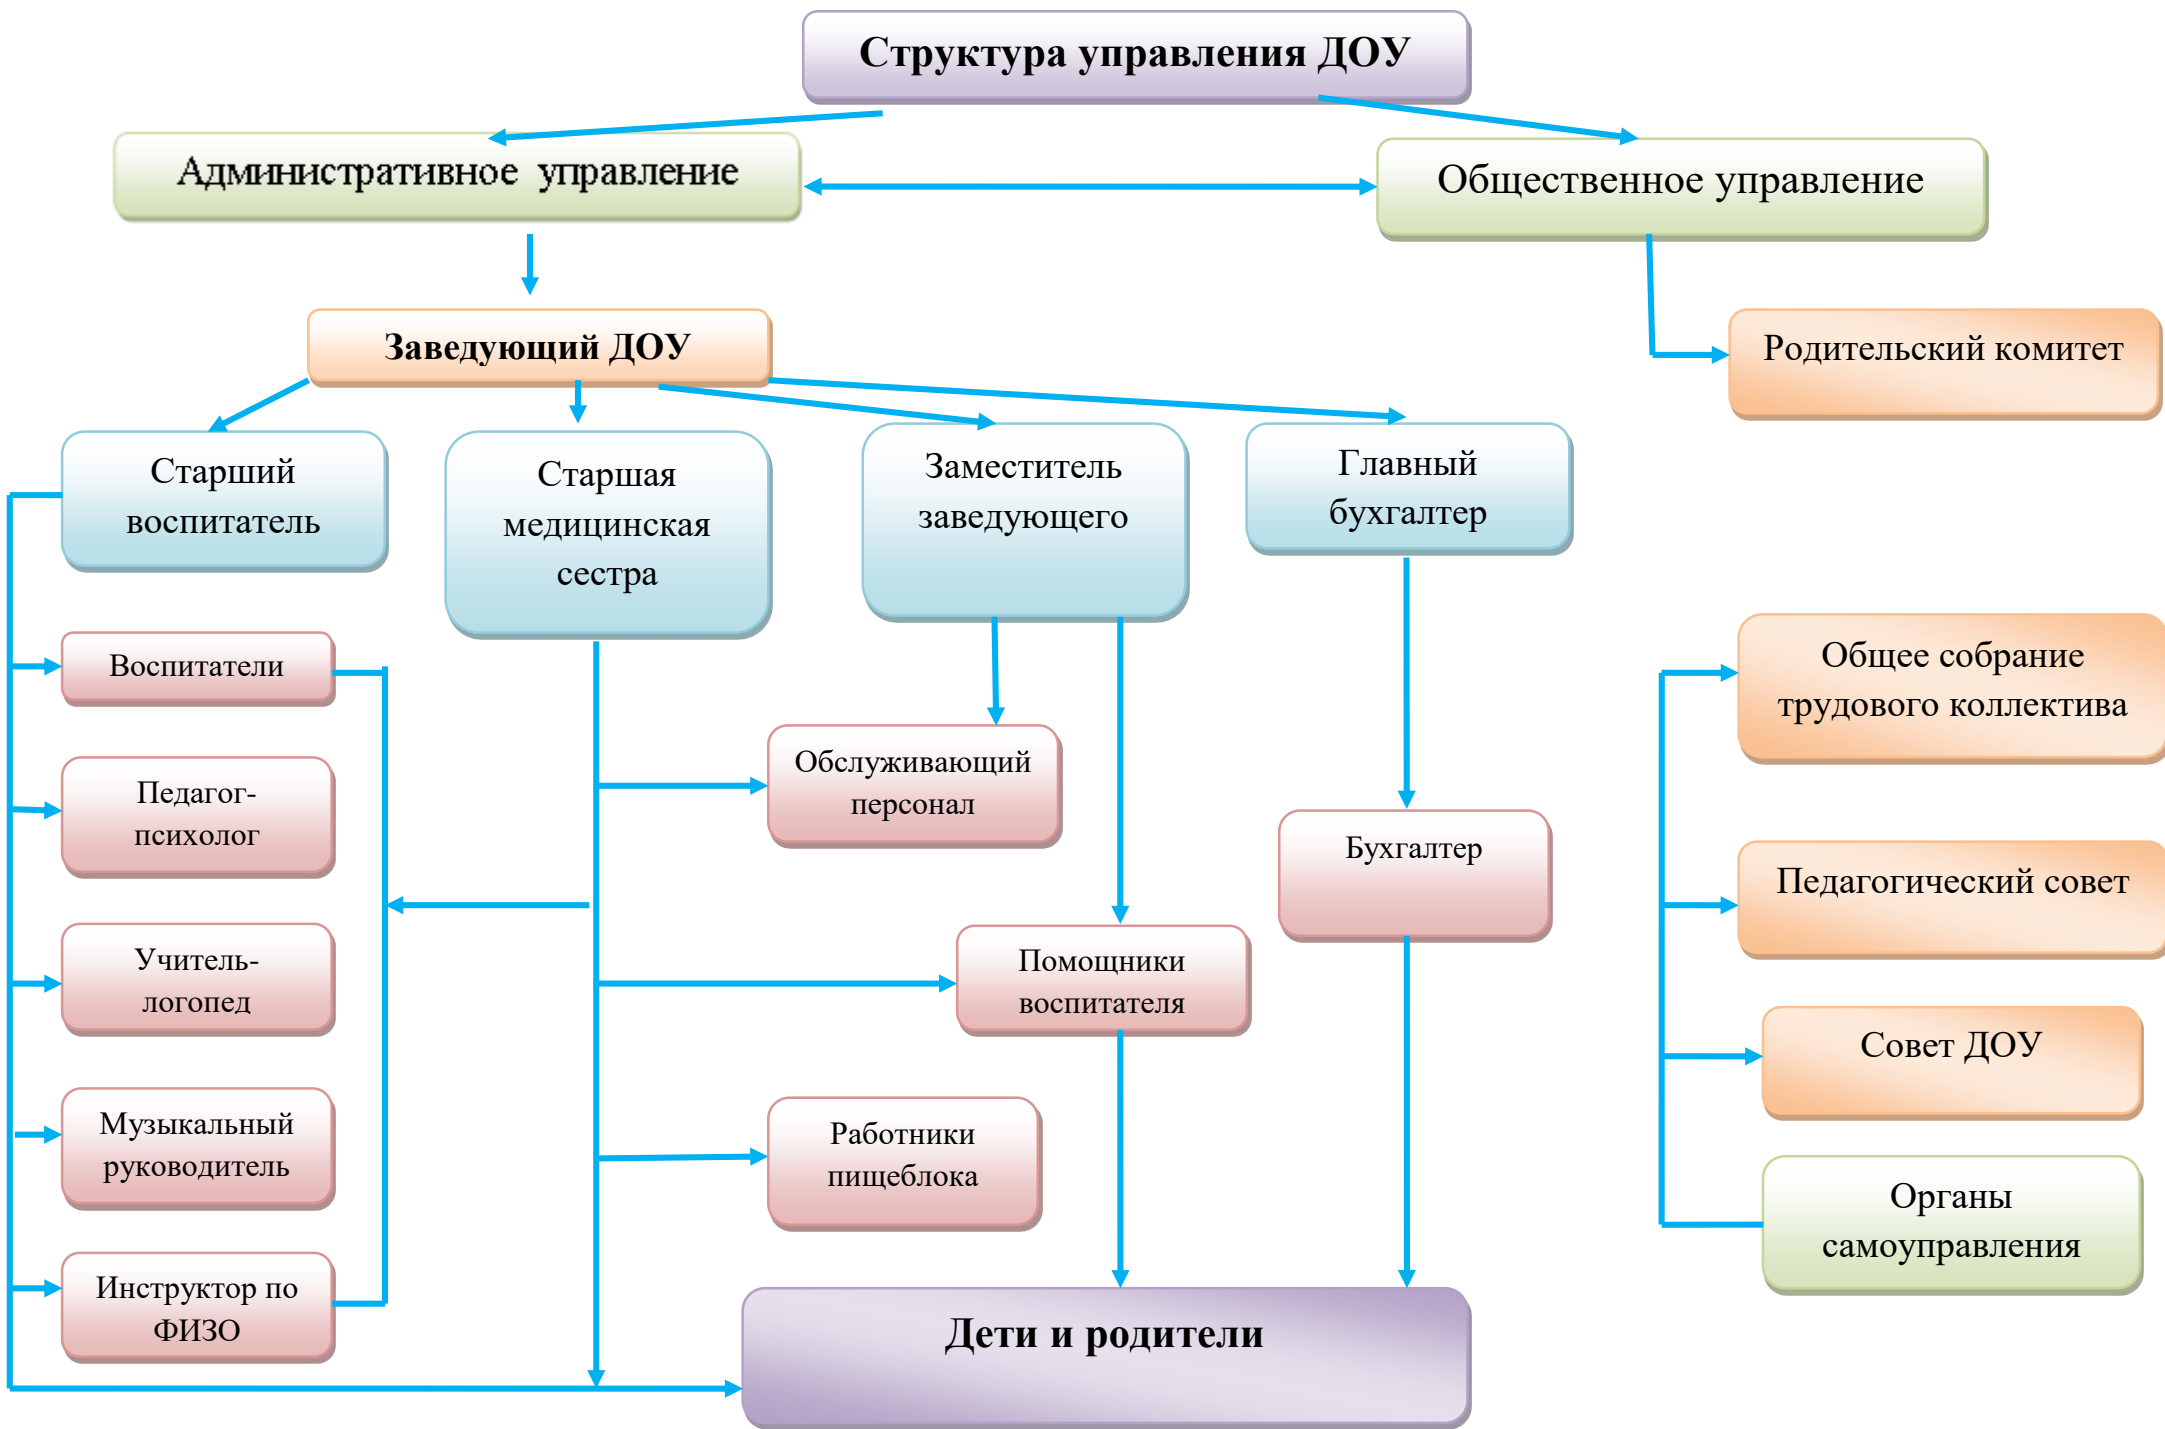 Структура управления ДОУ
Административное управление
Общественное управление
Заведующий ДОУ
Родительский комитет
Старший
воспитатель
Старшая
медицинская
сестра
Заместитель
заведующего
Главный
бухгалтер
Воспитатели
Педагог-
психолог
Учитель-
логопед
Музыкальный
руководитель
Инструктор по
ФИЗО
Обслуживающий
персонал
Помощники
воспитателя
Работники
пищеблока
Бухгалтер
Общее собрание
трудового коллектива
Педагогический совет
Совет ДОУ
Органы
самоуправления
Дети и родители